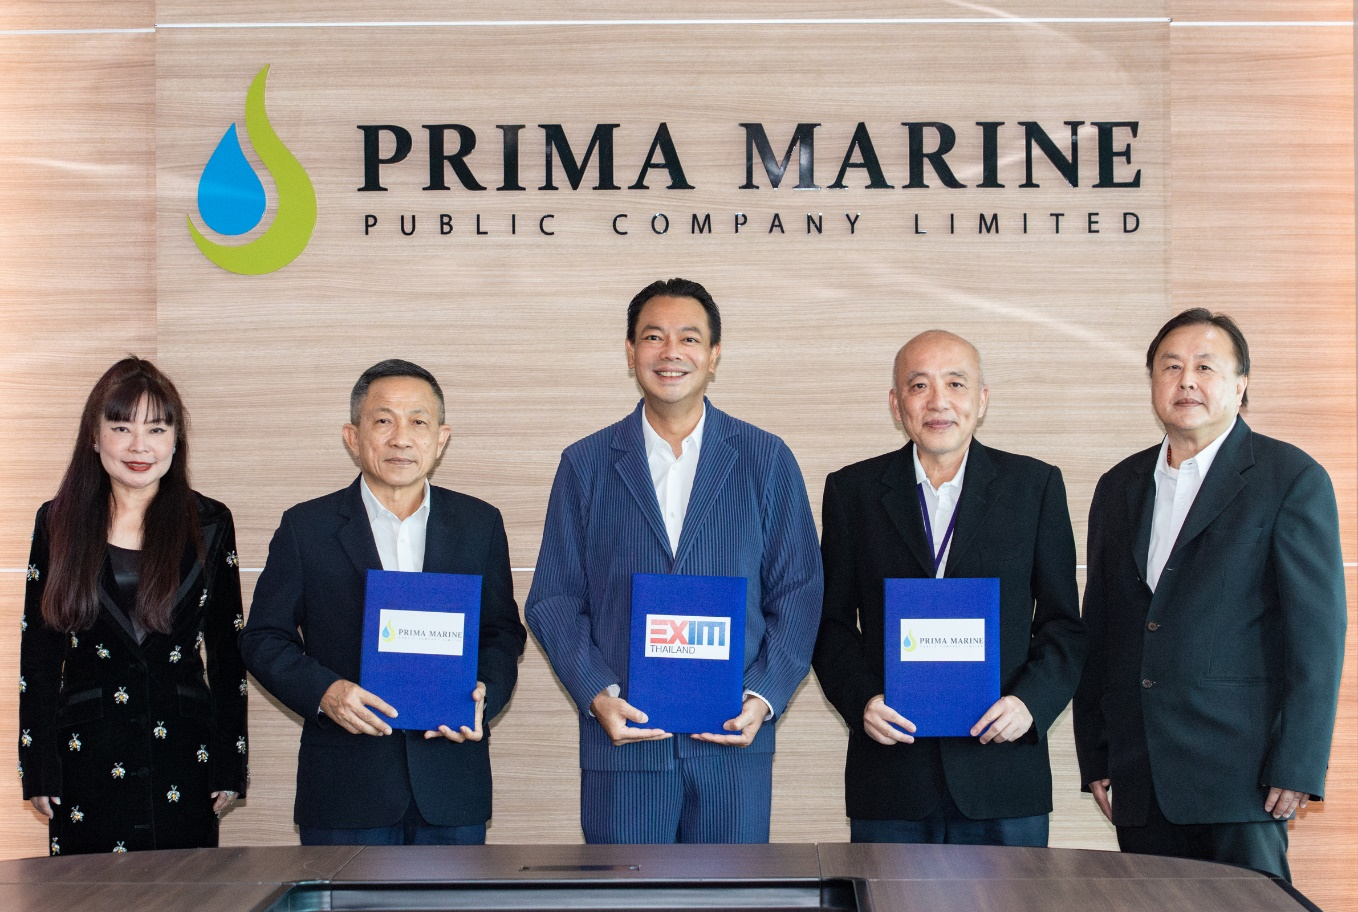 PRIMA MARINE
PUBLIC COMPANY LIMITED
PRIMA MARINE
EXIM
THAILAND
PRIMA MARINE